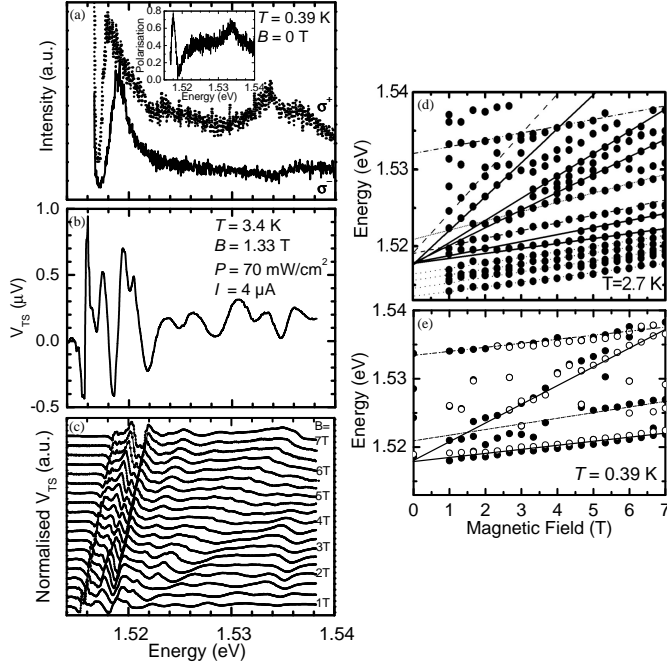 (a)
Intensity (a.u.)
Polarisation
0.8
0.6
0.4
0.2
0.0
1.52 1.53 1.54
Energy (eV)
T = 0.39 K
B = 0 T
σ+
σ-
(b)
V_TS (µV)
1.0
0.5
0.0
-0.5
T = 3.4 K
B = 1.33 T
P = 70 mW/cm²
I = 4 µA
(c)
Normalised V_TS (a.u.)
B=
7T
6T
5T
4T
3T
2T
1T
1.52 1.53 1.54
Energy (eV)
(d)
Energy (eV)
1.54
1.53
1.52
T=2.7 K
(e)
Energy (eV)
1.54
1.53
1.52
T = 0.39 K
0 1 2 3 4 5 6 7
Magnetic Field (T)